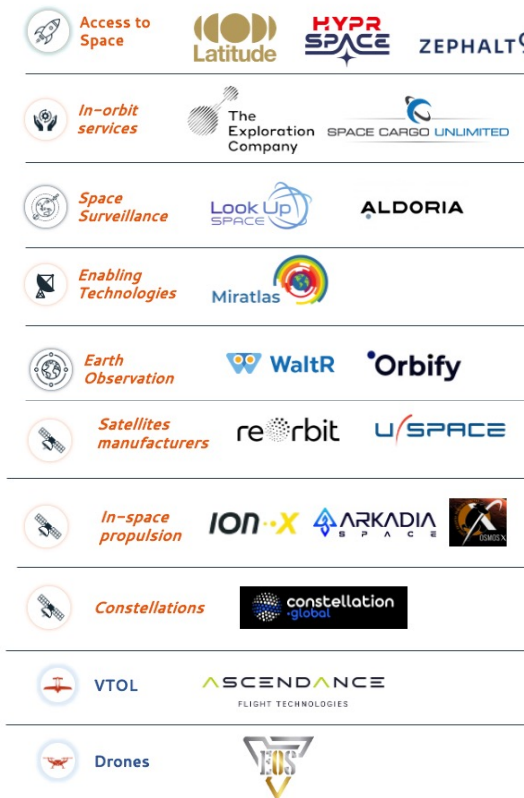 Access to
Space
Latitude
HYPR
SPACE
ZEPHALT
In-orbit
services
The
Exploration
Company
SPACE CARGO UNLIMITED
Space
Surveillance
Look Up
SPACE
ALDORIA
Enabling
Technologies
Miratlas
Earth
Observation
WaltR
Orbify
Satellites
manufacturers
reorbit
U/SPACE
In-space
propulsion
ION-X
ARKADIA
SPACE
OSMOS X
Constellations
constellation
global
VTOL
ASCENDANCE
FLIGHT TECHNOLOGIES
Drones
EOS